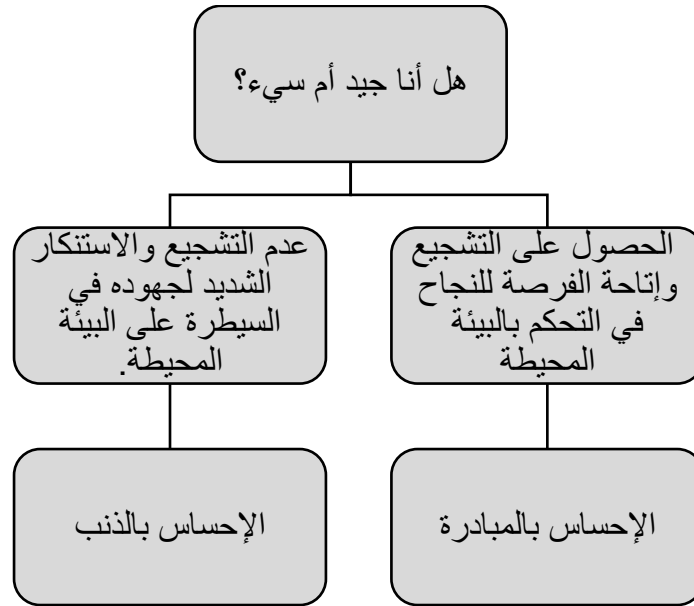 هل أنا جيد أم سيء؟
الحصول على التشجيع
وإتاحة الفرصة للنجاح
في التحكم بالبيئة
المحيطة
عدم التشجيع والاستنكار
الشديد لجهوده في
السيطرة على البيئة
المحيطة.
الإحساس بالمبادرة
الإحساس بالذنب